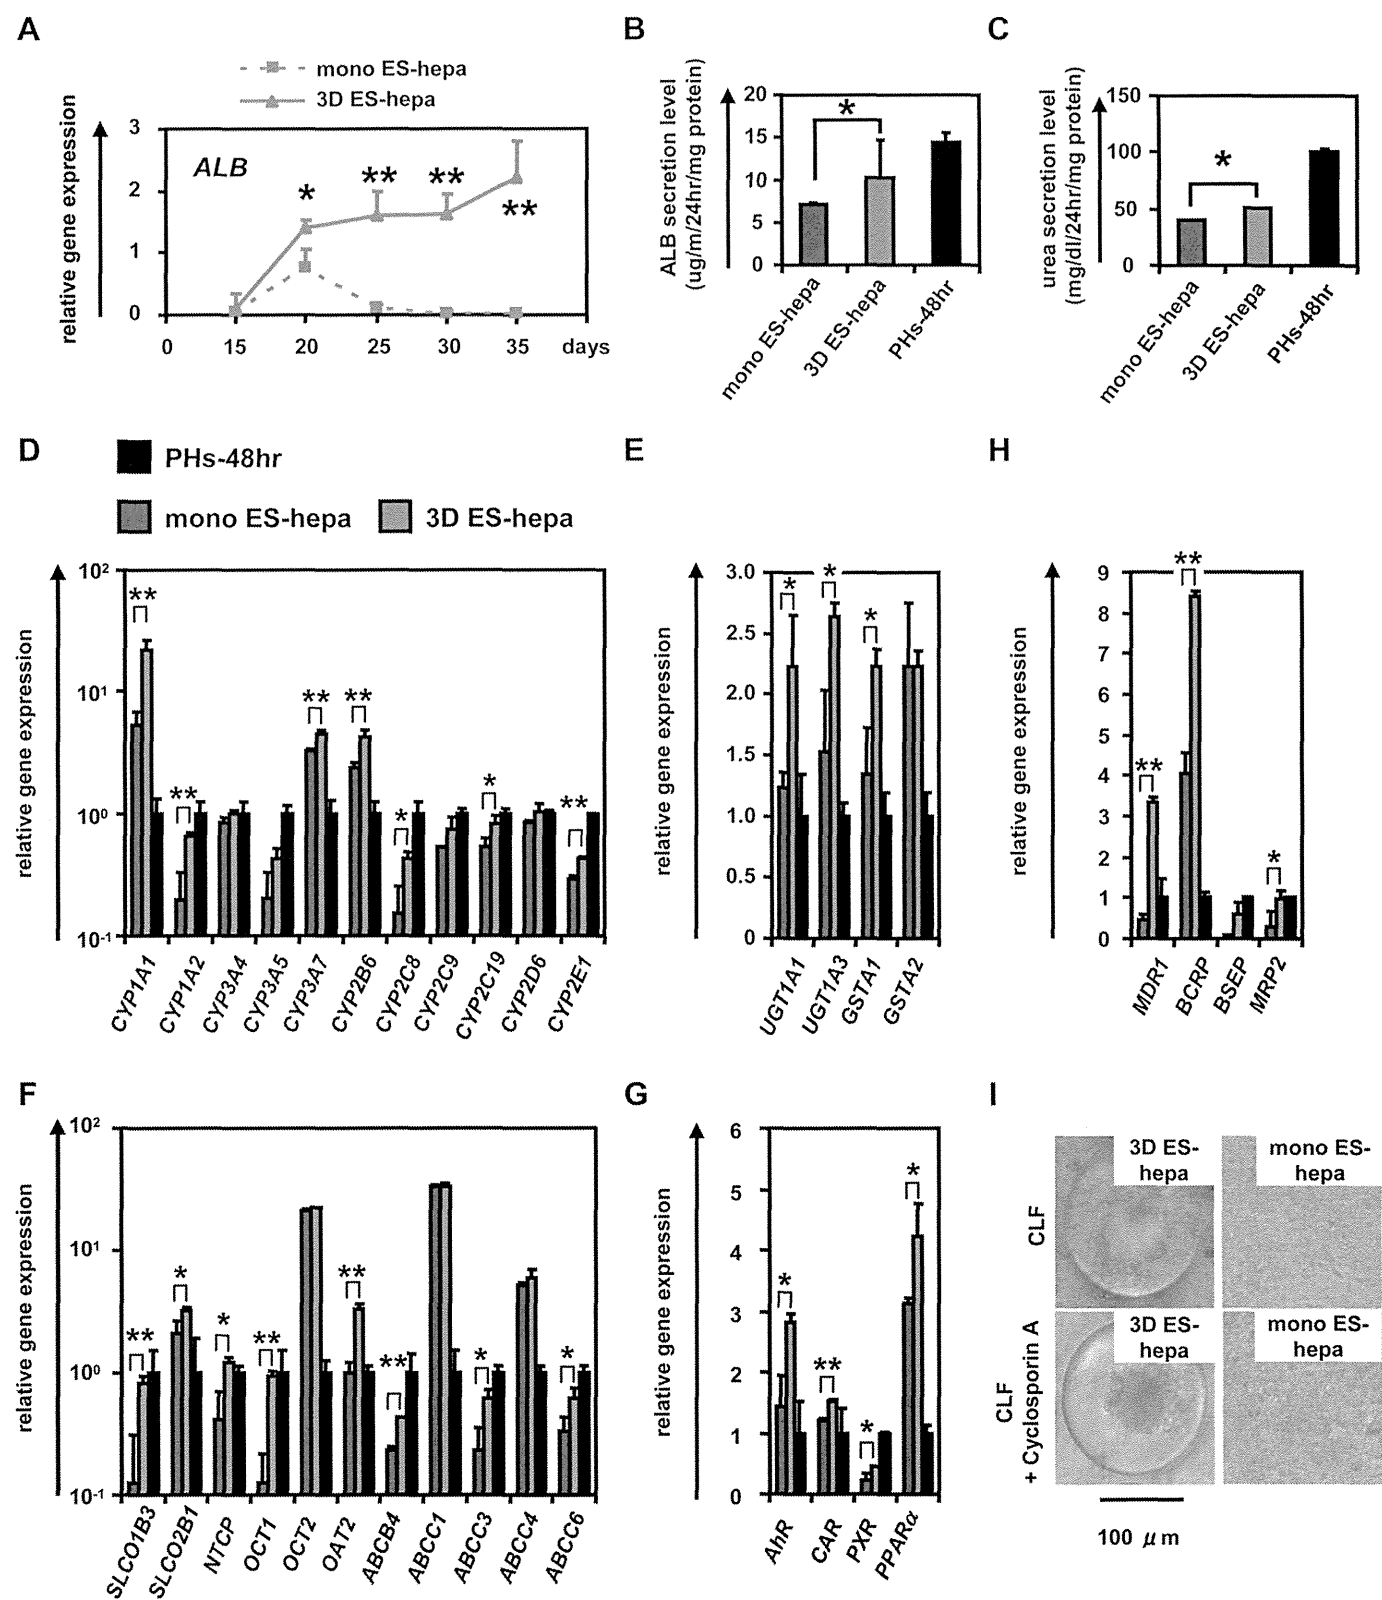 A
mono ES-hepa
3D ES-hepa
relative gene expression
3
2
1
0
ALB
*
**
**
**
0
15
20
25
30
35
days
B
ALB secretion level
(ug/m/24hr/mg protein)
20
15
10
5
0
*
mono ES-hepa
3D ES-hepa
PHs-48hr
C
urea secretion level
(mg/dl/24hr/mg protein)
150
100
50
0
*
mono ES-hepa
3D ES-hepa
PHs-48hr
D
PHs-48hr
mono ES-hepa
3D ES-hepa
relative gene expression
10²
10¹
10⁰
10⁻¹
**
**
**
**
*
*
**
CYP1A1
CYP1A2
CYP3A4
CYP3A5
CYP3A7
CYP2B6
CYP2C8
CYP2C9
CYP2C19
CYP2D6
CYP2E1
E
relative gene expression
3.0
2.5
2.0
1.5
1.0
0.5
0
*
*
*
UGT1A1
UGT1A3
GSTA1
GSTA2
H
relative gene expression
9
8
7
6
5
4
3
2
1
0
**
**
*
MDR1
BCRP
BSEP
MRP2
F
relative gene expression
10²
10¹
10⁰
10⁻¹
**
*
*
**
**
**
*
*
SLCO1B3
SLCO2B1
NTCP
OCT1
OCT2
OAT2
ABCB4
ABCC1
ABCC3
ABCC4
ABCC6
G
relative gene expression
6
5
4
3
2
1
0
*
**
*
*
AhR
CAR
PXR
PPARα
I
CLF
3D ES-
hepa
mono ES-
hepa
CLF
+ Cyclosporin A
3D ES-
hepa
mono ES-
hepa
100 μm